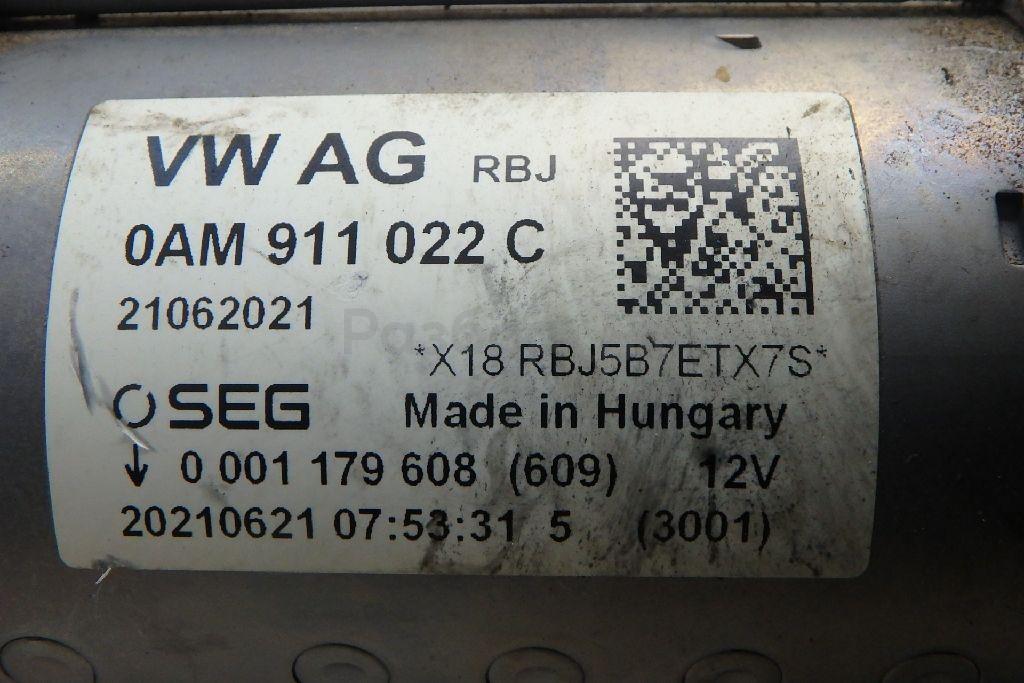 VW AG RBJ
0AM 911 022 C
21062021
*X18 RBJ5B7ETX7S*
SEG Made in Hungary
↓ 0 001 179 608 (609) 12V
20210621 07:53:31 5 (3001)